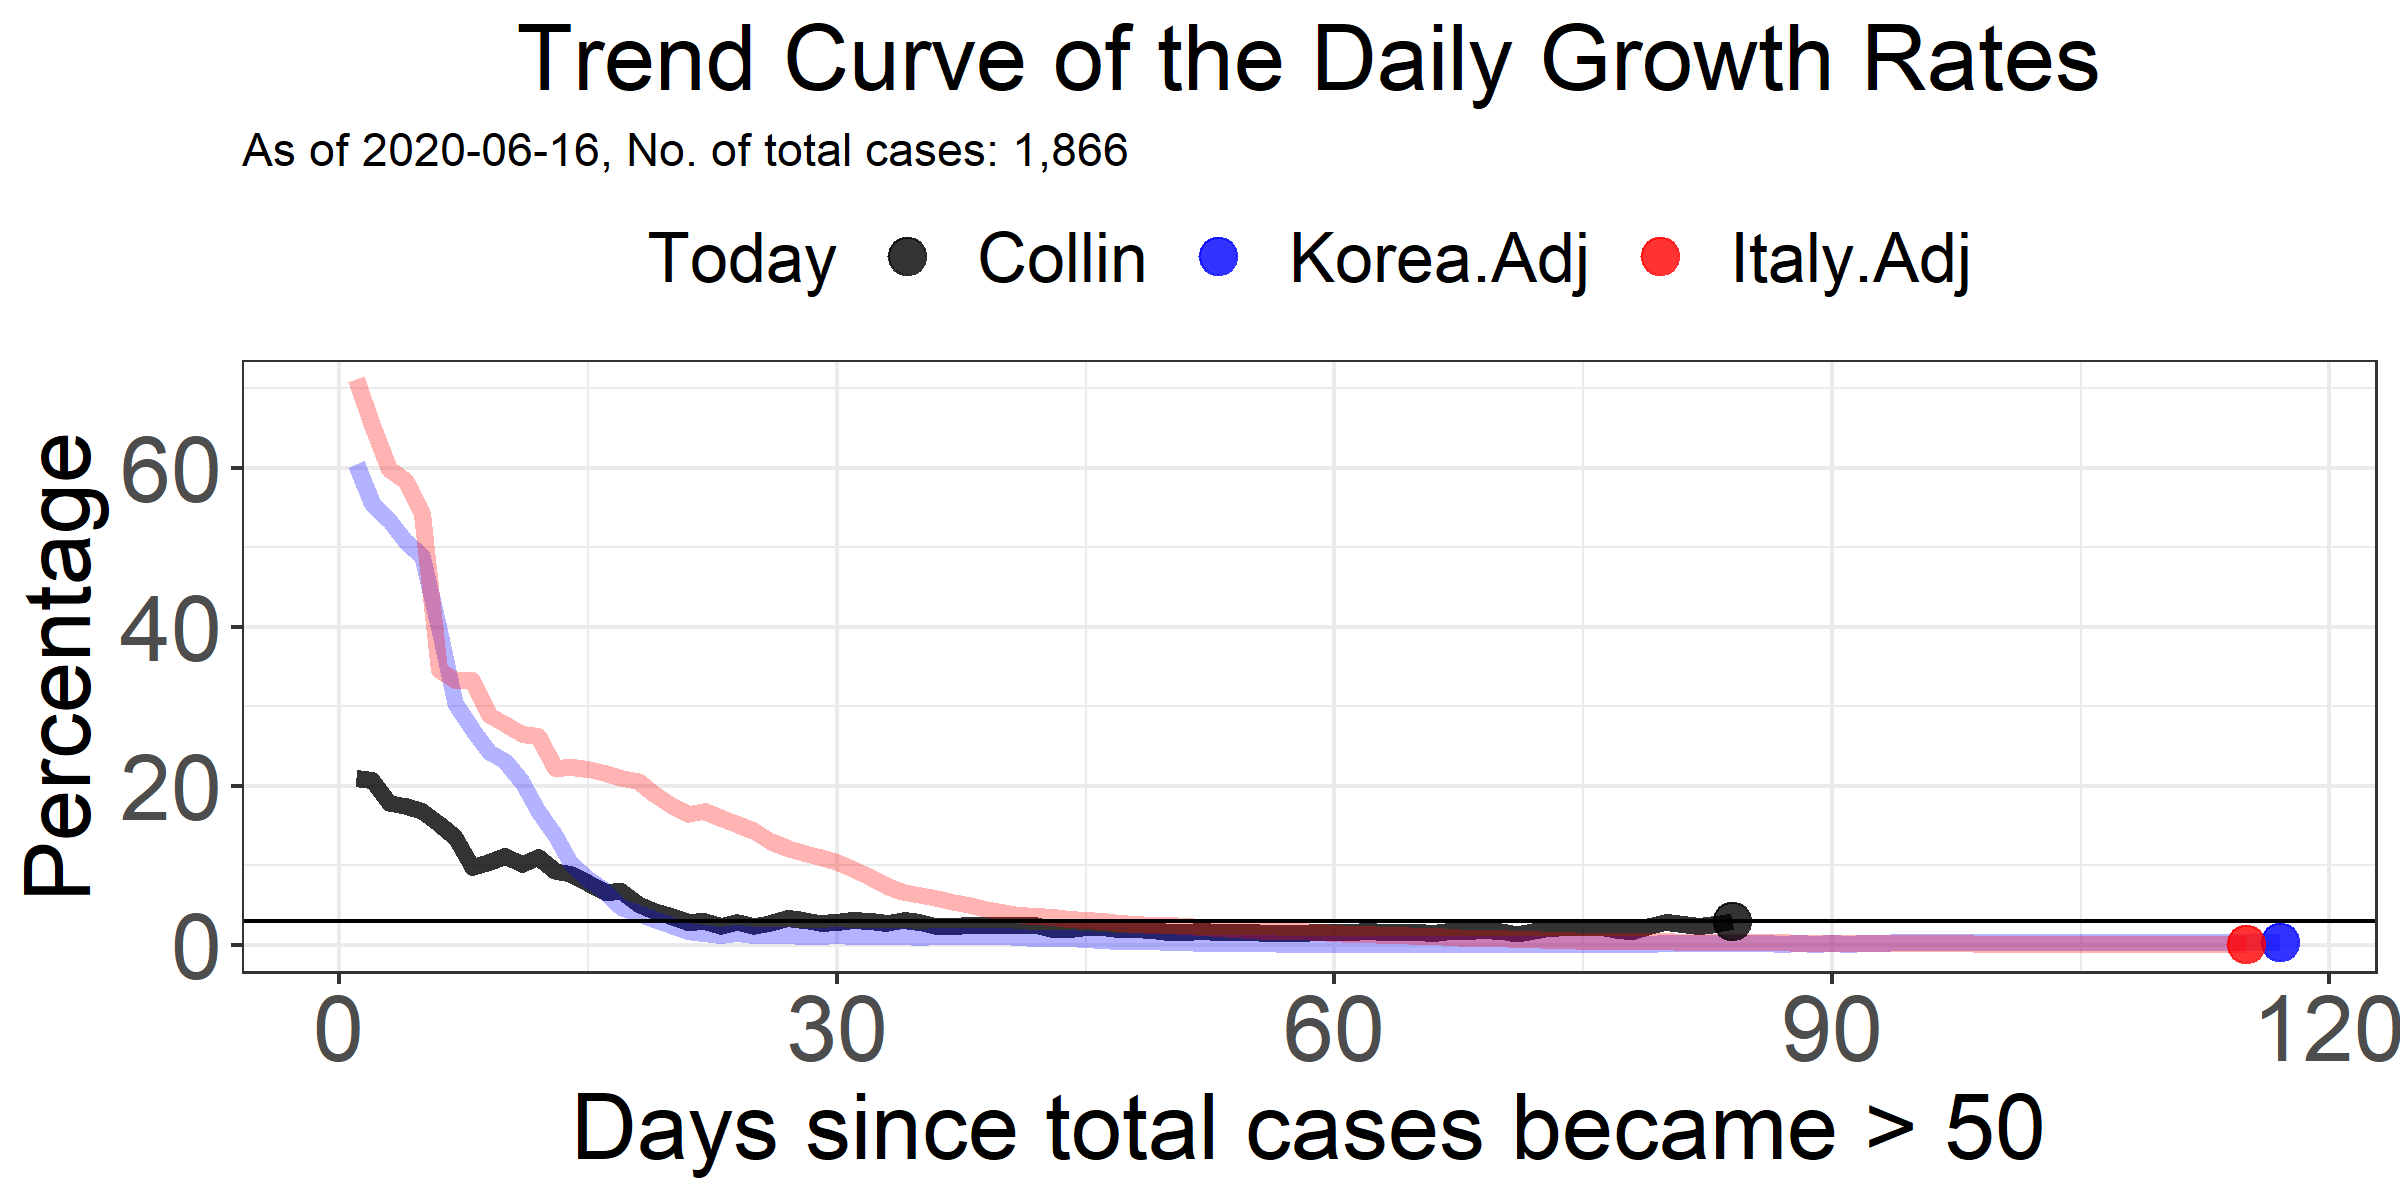 Trend Curve of the Daily Growth Rates
As of 2020-06-16, No. of total cases: 1,866
Today Collin Korea.Adj Italy.Adj
Percentage
60
40
20
0
0 30 60 90 120
Days since total cases became > 50